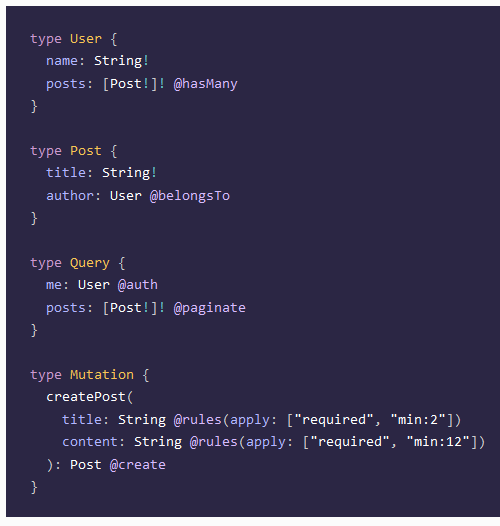 type User {
  name: String!
  posts: [Post!]! @hasMany
}

type Post {
  title: String!
  author: User @belongsTo
}

type Query {
  me: User @auth
  posts: [Post!]! @paginate
}

type Mutation {
  createPost(
    title: String @rules(apply: ["required", "min:2"])
    content: String @rules(apply: ["required", "min:12"])
  ): Post @create
}